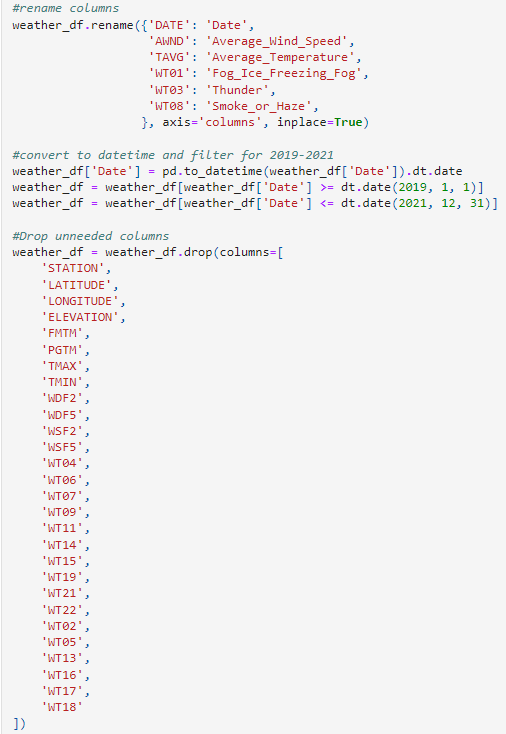 #rename columns
weather_df.rename({'DATE': 'Date',
                   'AWND': 'Average_Wind_Speed',
                   'TAVG': 'Average_Temperature',
                   'WT01': 'Fog_Ice_Freezing_Fog',
                   'WT03': 'Thunder',
                   'WT08': 'Smoke_or_Haze',
                  }, axis='columns', inplace=True)

#convert to datetime and filter for 2019-2021
weather_df['Date'] = pd.to_datetime(weather_df['Date']).dt.date
weather_df = weather_df[weather_df['Date'] >= dt.date(2019, 1, 1)]
weather_df = weather_df[weather_df['Date'] <= dt.date(2021, 12, 31)]

#Drop unneeded columns
weather_df = weather_df.drop(columns=[
    'STATION',
    'LATITUDE',
    'LONGITUDE',
    'ELEVATION',
    'FMTM',
    'PGTM',
    'TMAX',
    'TMIN',
    'WDF2',
    'WDF5',
    'WSF2',
    'WSF5',
    'WT04',
    'WT06',
    'WT07',
    'WT09',
    'WT11',
    'WT14',
    'WT15',
    'WT19',
    'WT21',
    'WT22',
    'WT02',
    'WT05',
    'WT13',
    'WT16',
    'WT17',
    'WT18'
])